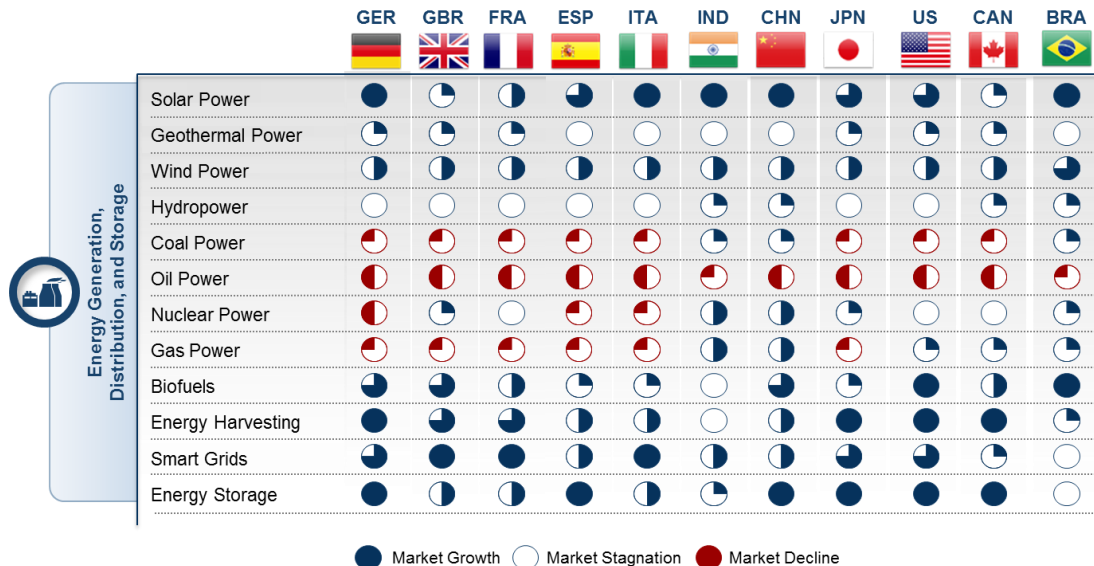 GER GBR FRA ESP ITA IND CHN JPN US CAN BRA
Energy Generation,
Distribution, and Storage
Solar Power
Geothermal Power
Wind Power
Hydropower
Coal Power
Oil Power
Nuclear Power
Gas Power
Biofuels
Energy Harvesting
Smart Grids
Energy Storage
Market Growth Market Stagnation Market Decline